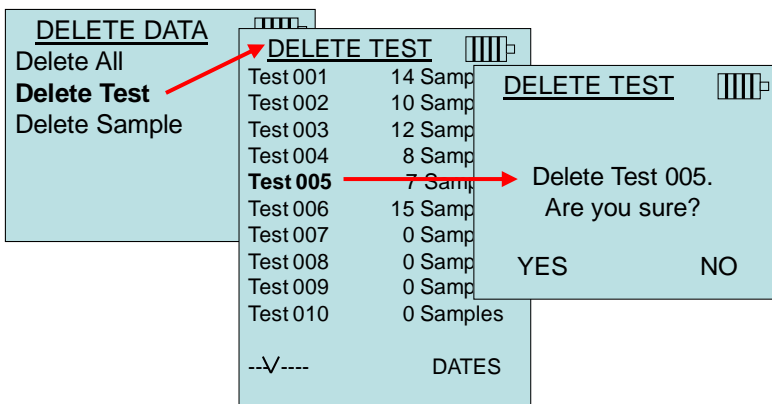 DELETE DATA
Delete All
Delete Test
Delete Sample
DELETE TEST
Test 001 14 Samp
Test 002 10 Samp
Test 003 12 Samp
Test 004 8 Samp
Test 005 7 Samp
Test 006 15 Samp
Test 007 0 Samp
Test 008 0 Samp
Test 009 0 Samp
Test 010 0 Samples
--\/---- DATES
DELETE TEST
Delete Test 005.
Are you sure?
YES NO